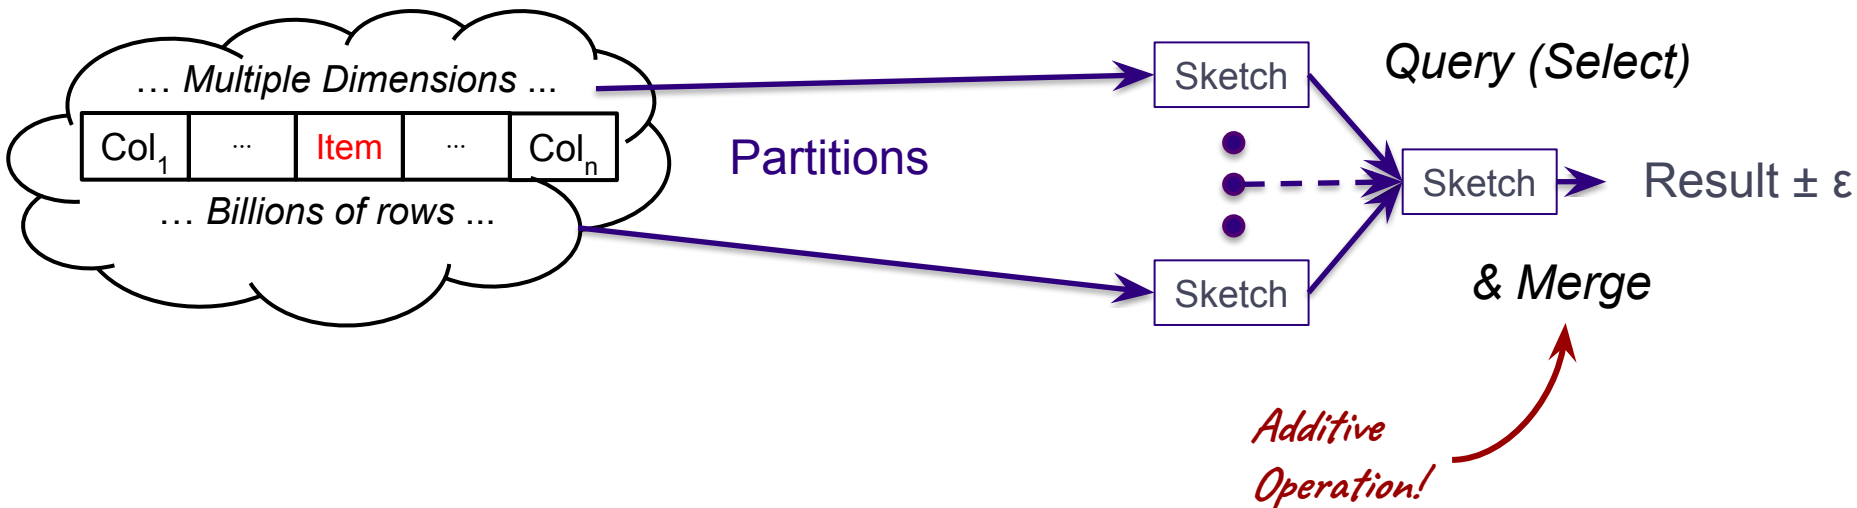 … Multiple Dimensions ...
Col1 ... Item ... Coln
… Billions of rows ...
Partitions
Sketch
Sketch
Query (Select)
Sketch
Result ± ε
& Merge
Additive
Operation!